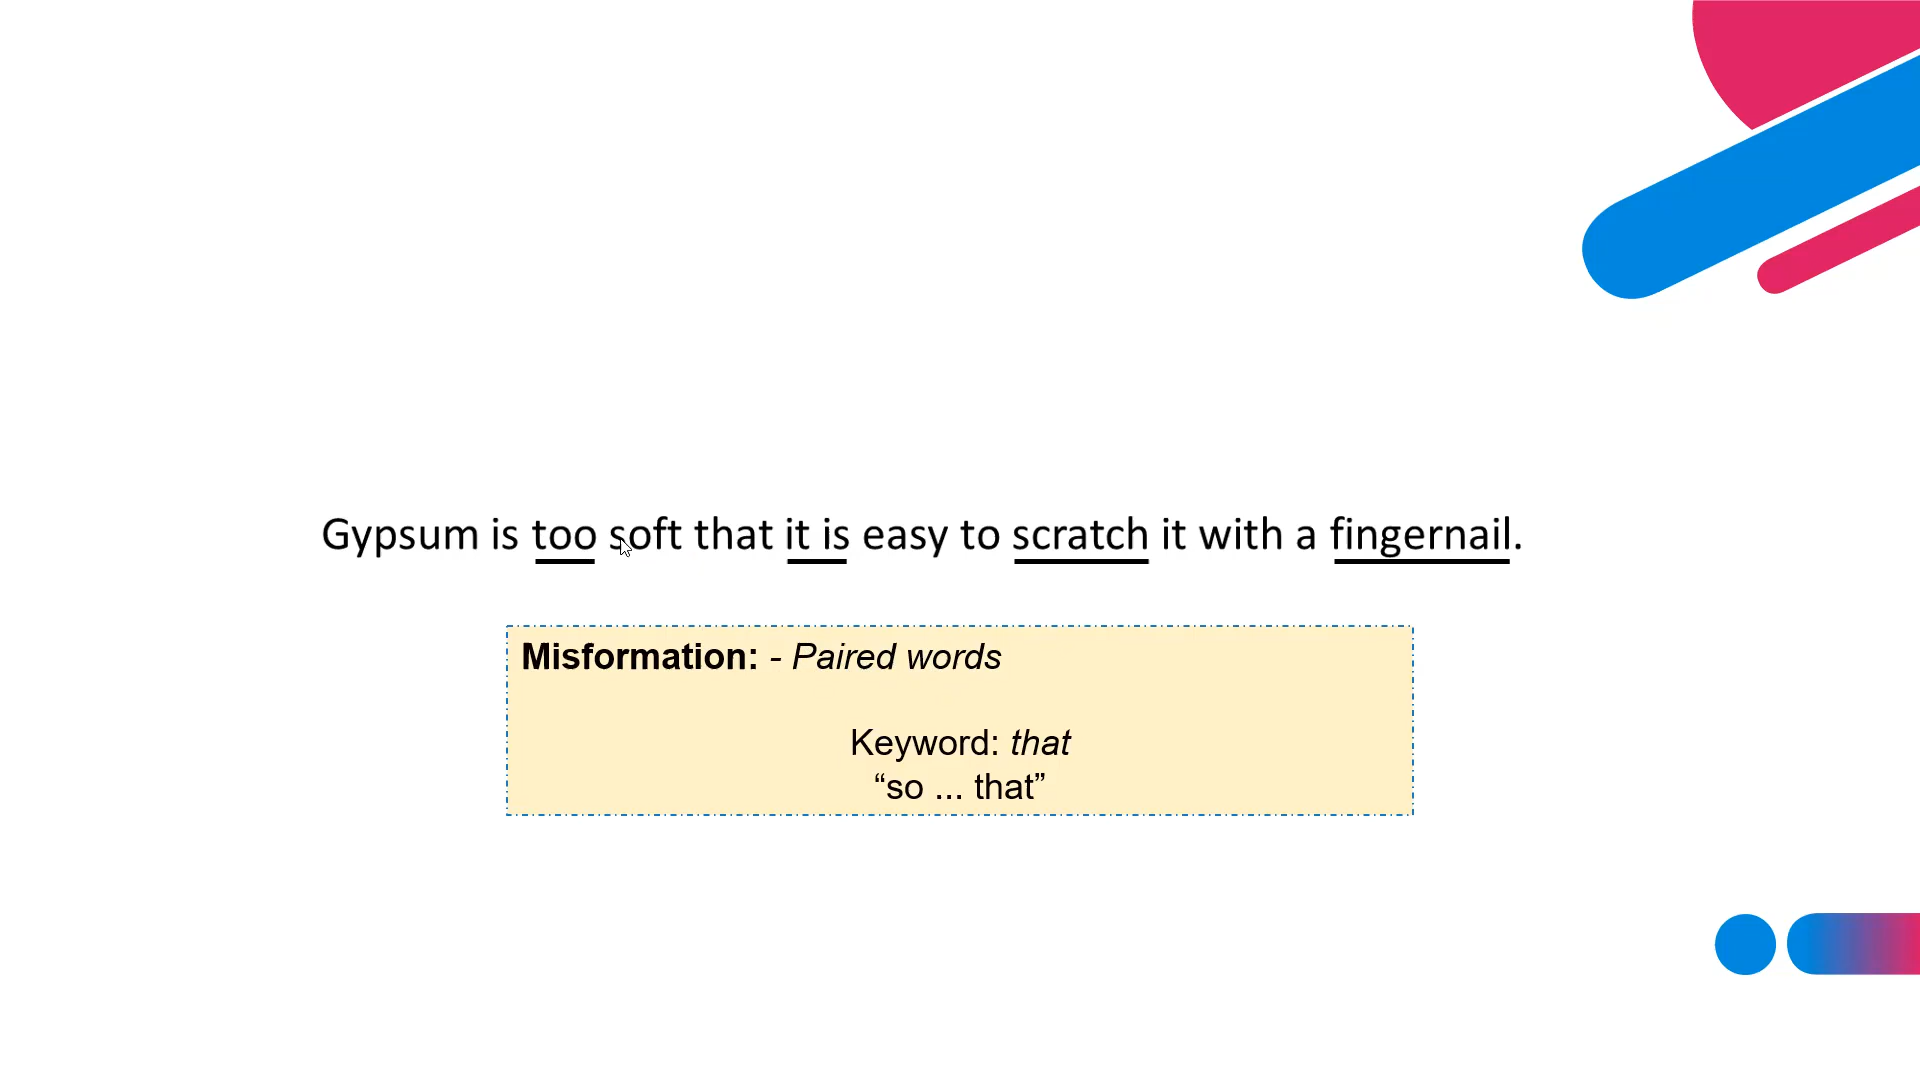 Gypsum is too soft that it is easy to scratch it with a fingernail.
Misformation: - Paired words
Keyword: that
“so ... that”